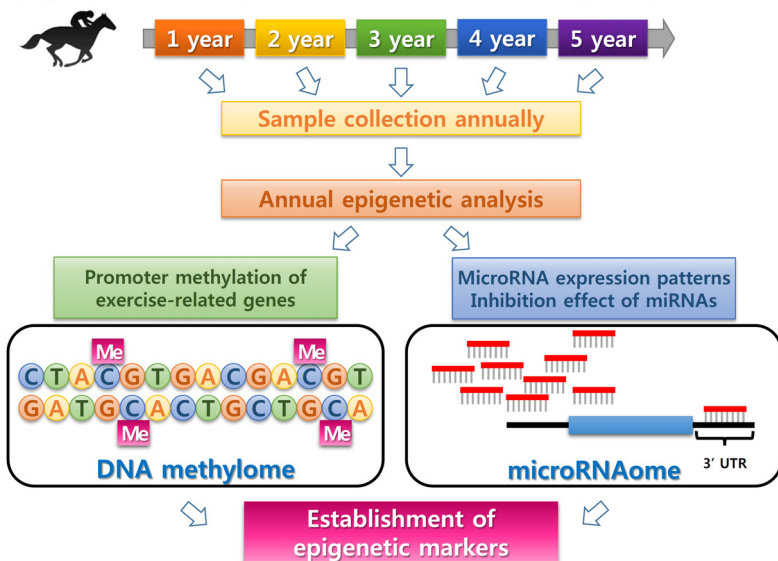 1 year 2 year 3 year 4 year 5 year
Sample collection annually
Annual epigenetic analysis
Promoter methylation of
exercise-related genes
MicroRNA expression patterns
Inhibition effect of miRNAs
Me Me
C T A C G T G A C G A C G T
G A T G C A C T G C T G C A
Me Me
DNA methylome
microRNAome
3′ UTR
Establishment of
epigenetic markers